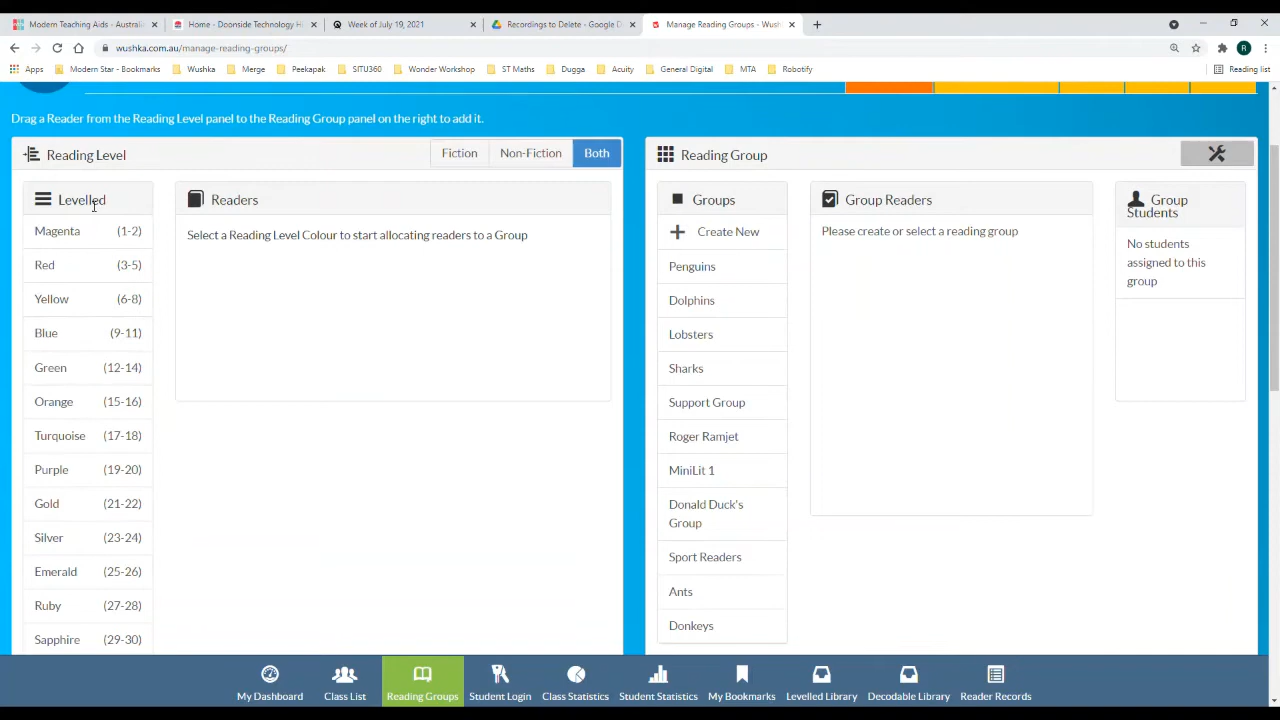 Modern Teaching Aids - Australi
Home - Doonside Technology H
Week of July 19, 2021
Recordings to Delete - Google D
Manage Reading Groups - Wush
wushka.com.au/manage-reading-groups/
R
Apps
Modern Star - Bookmarks
Wushka
Merge
Peekapak
SITU360
Wonder Workshop
ST Maths
Dugga
Acuity
General Digital
MTA
Robotify
Reading list
Drag a Reader from the Reading Level panel to the Reading Group panel on the right to add it.
Reading Level
Fiction
Non-Fiction
Both
Levelled
Magenta (1-2)
Red (3-5)
Yellow (6-8)
Blue (9-11)
Green (12-14)
Orange (15-16)
Turquoise (17-18)
Purple (19-20)
Gold (21-22)
Silver (23-24)
Emerald (25-26)
Ruby (27-28)
Sapphire (29-30)
Readers
Select a Reading Level Colour to start allocating readers to a Group
Reading Group
Groups
Create New
Penguins
Dolphins
Lobsters
Sharks
Support Group
Roger Ramjet
MiniLit 1
Donald Duck's
Group
Sport Readers
Ants
Donkeys
Group Readers
Please create or select a reading group
Group
Students
No students
assigned to this
group
My Dashboard
Class List
Reading Groups
Student Login
Class Statistics
Student Statistics
My Bookmarks
Levelled Library
Decodable Library
Reader Records